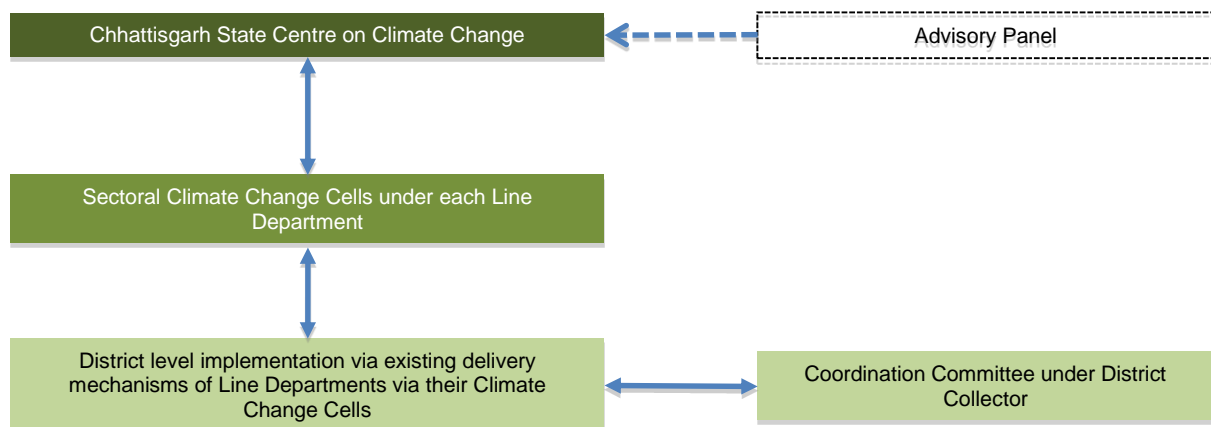 Chhattisgarh State Centre on Climate Change
Advisory Panel
Sectoral Climate Change Cells under each Line
Department
District level implementation via existing delivery
mechanisms of Line Departments via their Climate
Change Cells
Coordination Committee under District
Collector